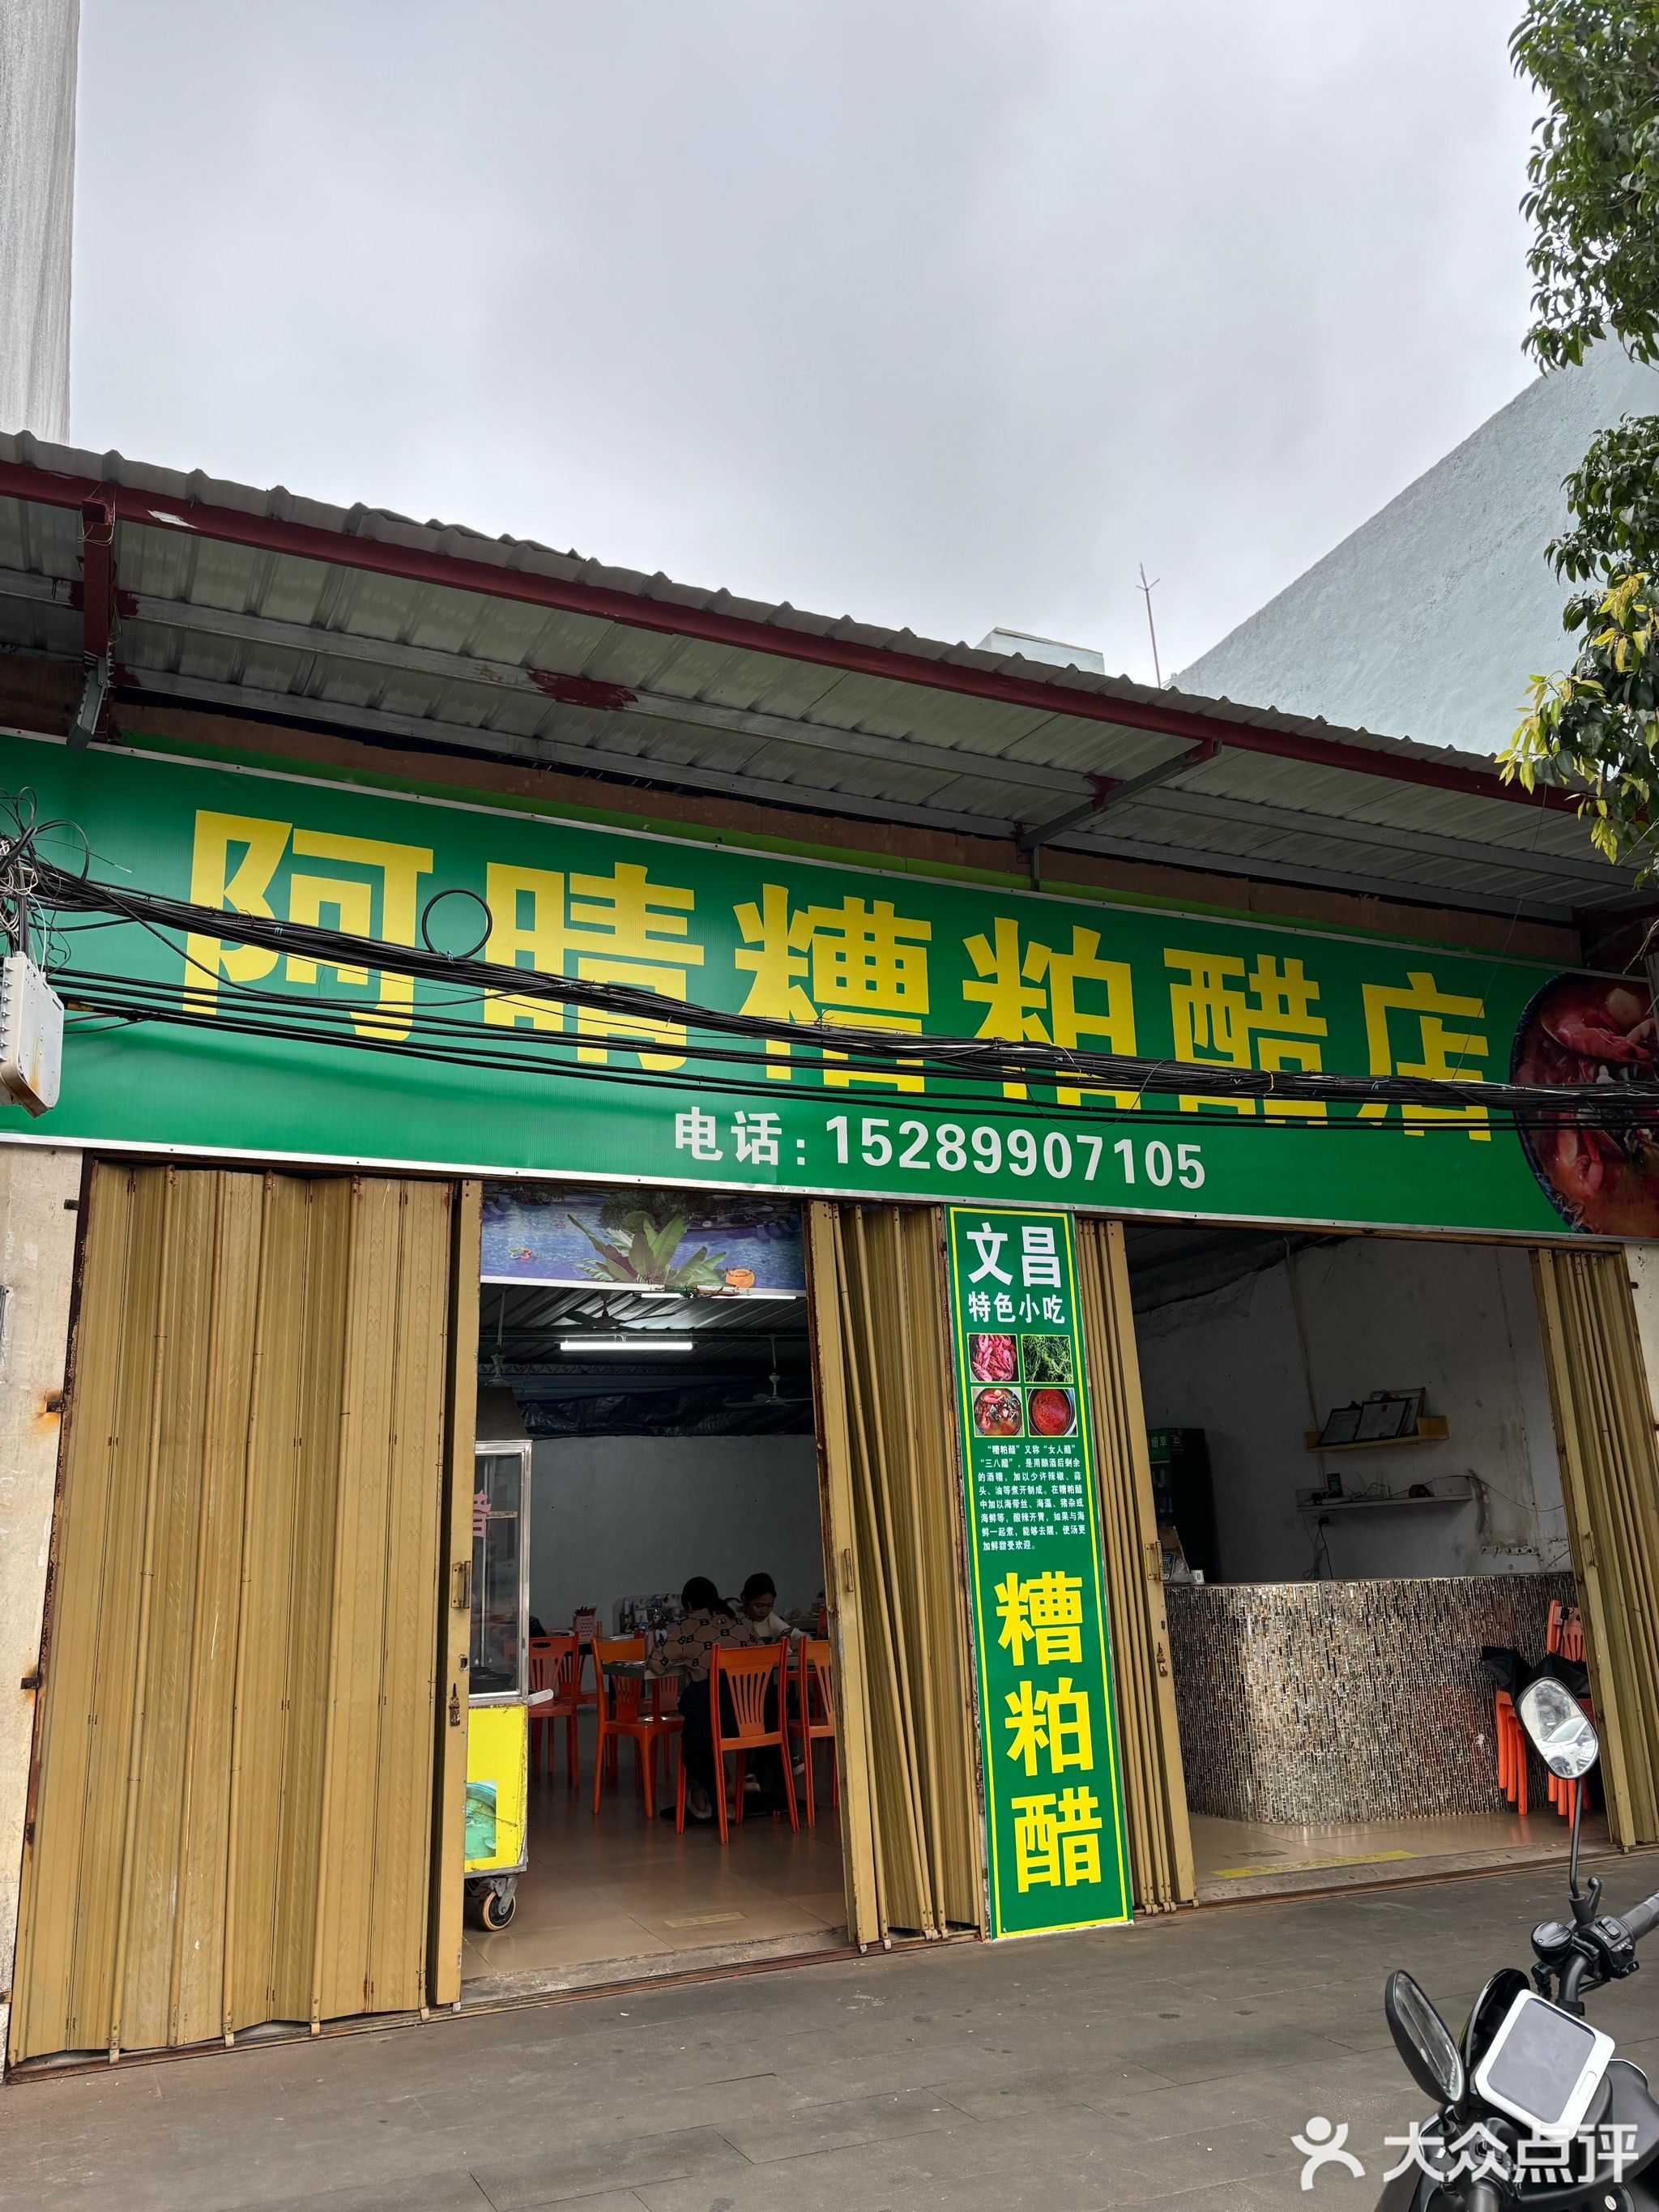 阿晴糟粕醋店
电话：15289907105
文昌
特色小吃
“糟粕醋”又称“女人醋”
“三八醋”，是用酿酒后剩余
的酒糟，加以少许辣椒、蒜
头、油等煮开制成。在糟粕醋
中加以海带丝、海藻、猪杂或
海鲜等，酸辣开胃，如果与海
鲜一起煮，能够去腥，使汤更
加鲜甜受欢迎。
糟粕醋
大众点评